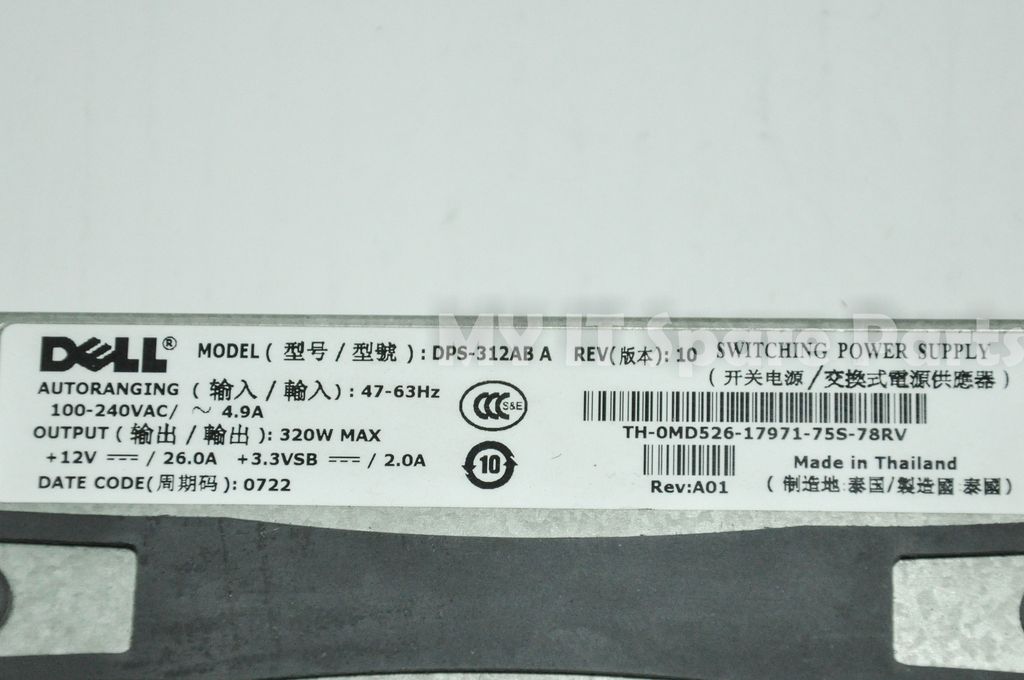 MY IT Spare Parts
DELL® MODEL ( 型号 / 型號 ) : DPS-312AB A REV(版本): 10 SWITCHING POWER SUPPLY
( 开关电源 / 交換式電源供應器 )
AUTORANGING ( 输入 / 輸入 ) : 47-63Hz
100-240VAC/ ～ 4.9A
CCC S&E
OUTPUT ( 输出 / 輸出 ): 320W MAX
TH-0MD526-17971-75S-78RV
+12V ⎓ / 26.0A +3.3VSB ⎓ / 2.0A
10
Made in Thailand
DATE CODE(周期码): 0722
Rev:A01
( 制造地:泰国/製造國:泰國)